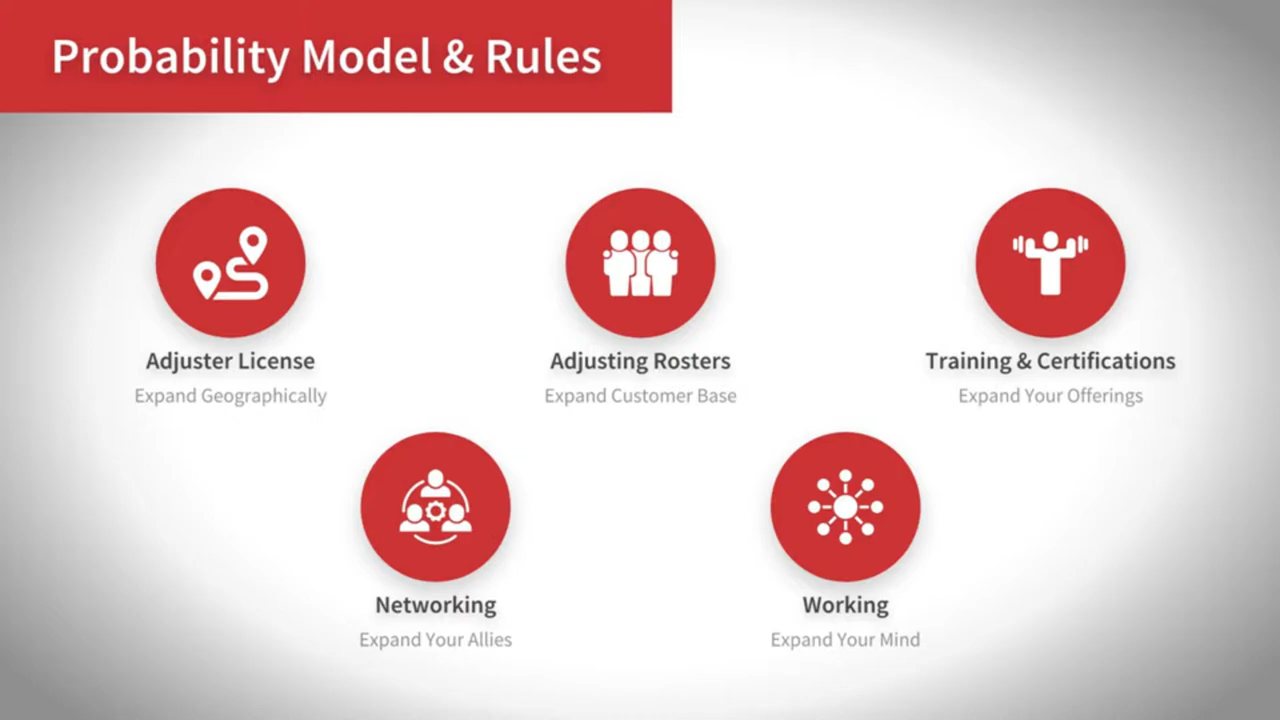 Probability Model & Rules
Adjuster License
Expand Geographically
Adjusting Rosters
Expand Customer Base
Training & Certifications
Expand Your Offerings
Networking
Expand Your Allies
Working
Expand Your Mind